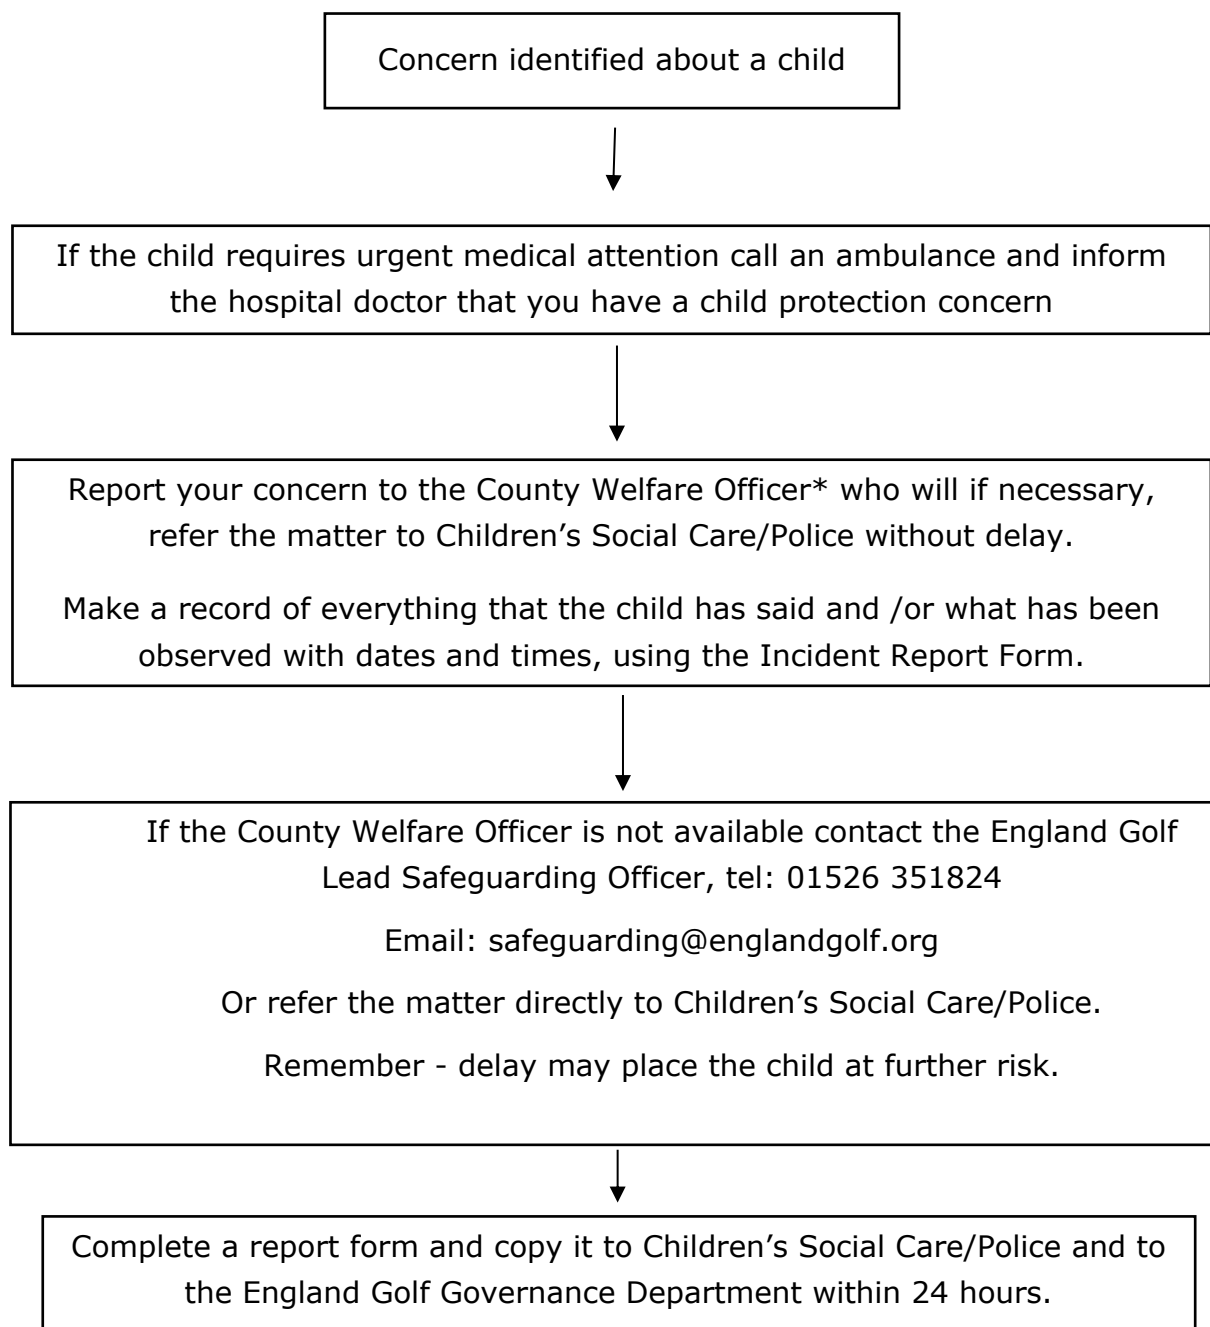 Concern identified about a child
If the child requires urgent medical attention call an ambulance and inform
the hospital doctor that you have a child protection concern
Report your concern to the County Welfare Officer* who will if necessary,
refer the matter to Children’s Social Care/Police without delay.
Make a record of everything that the child has said and /or what has been
observed with dates and times, using the Incident Report Form.
If the County Welfare Officer is not available contact the England Golf
Lead Safeguarding Officer, tel: 01526 351824
Email: safeguarding@englandgolf.org
Or refer the matter directly to Children’s Social Care/Police.
Remember - delay may place the child at further risk.
Complete a report form and copy it to Children’s Social Care/Police and to
the England Golf Governance Department within 24 hours.